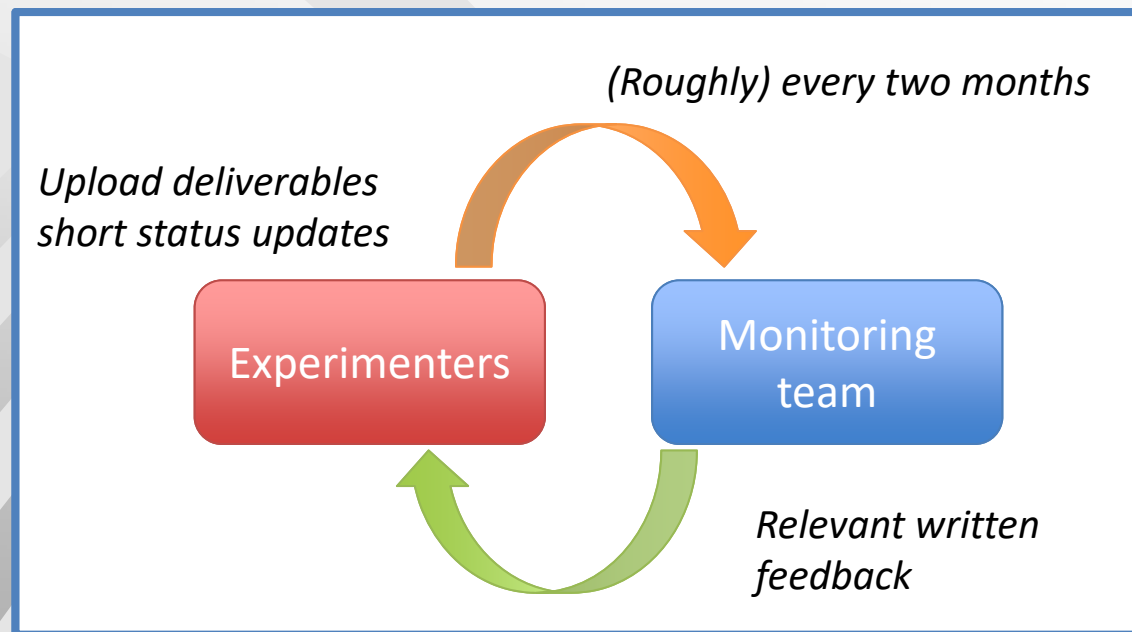 (Roughly) every two months
Upload deliverables
short status updates
Experimenters
Monitoring
team
Relevant written
feedback